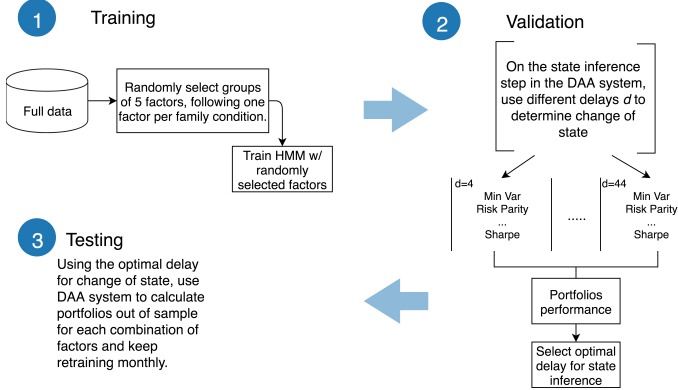 1
Training
Full data
Randomly select groups
of 5 factors, following one
factor per family condition.
Train HMM w/
randomly
selected factors
2
Validation
On the state inference
step in the DAA system,
use different delays d to
determine change of
state
d=4
Min Var
Risk Parity
...
Sharpe
.....
d=44
Min Var
Risk Parity
...
Sharpe
Portfolios
performance
Select optimal
delay for state
inference
3
Testing
Using the optimal delay
for change of state, use
DAA system to calculate
portfolios out of sample
for each combination of
factors and keep
retraining monthly.